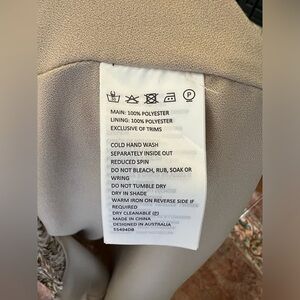 MAIN: 100% POLYESTER
LINING: 100% POLYESTER
EXCLUSIVE OF TRIMS
COLD HAND WASH
SEPARATELY INSIDE OUT
REDUCED SPIN
DO NOT BLEACH, RUB, SOAK OR
WRING
DO NOT TUMBLE DRY
DRY IN SHADE
WARM IRON ON REVERSE SIDE IF
REQUIRED
DRY CLEANABLE (P)
MADE IN CHINA
DESIGNED IN AUSTRALIA
55494DB